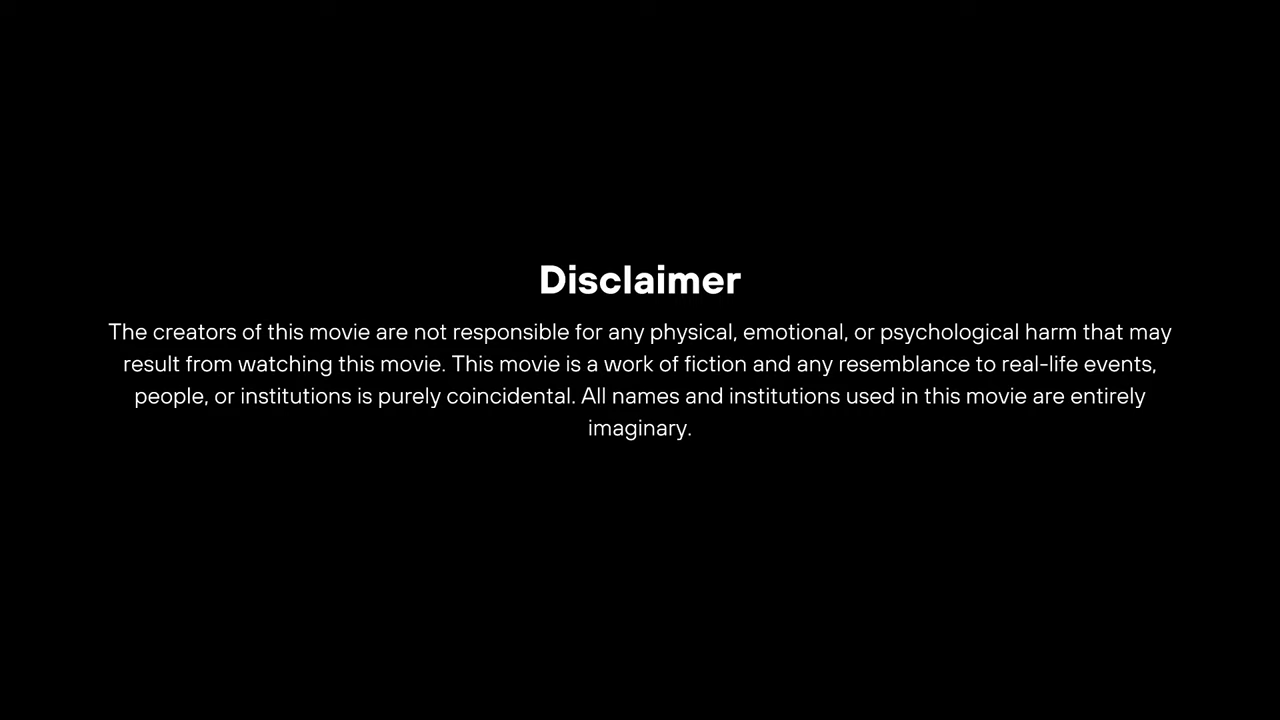 Disclaimer
The creators of this movie are not responsible for any physical, emotional, or psychological harm that may
result from watching this movie. This movie is a work of fiction and any resemblance to real-life events,
people, or institutions is purely coincidental. All names and institutions used in this movie are entirely
imaginary.